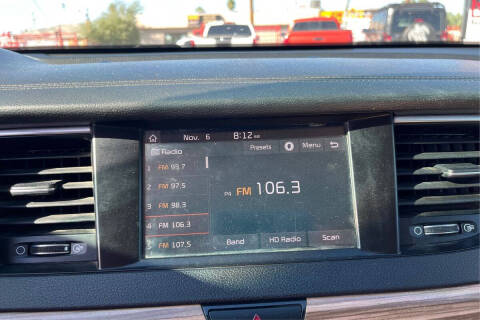 Nov. 6 8:12 AM
Radio Presets Menu
1 FM 93.7
2 FM 97.5
3 FM 98.3
4 FM 106.3
5 FM 107.5
P4 FM 106.3
Band HD Radio Scan